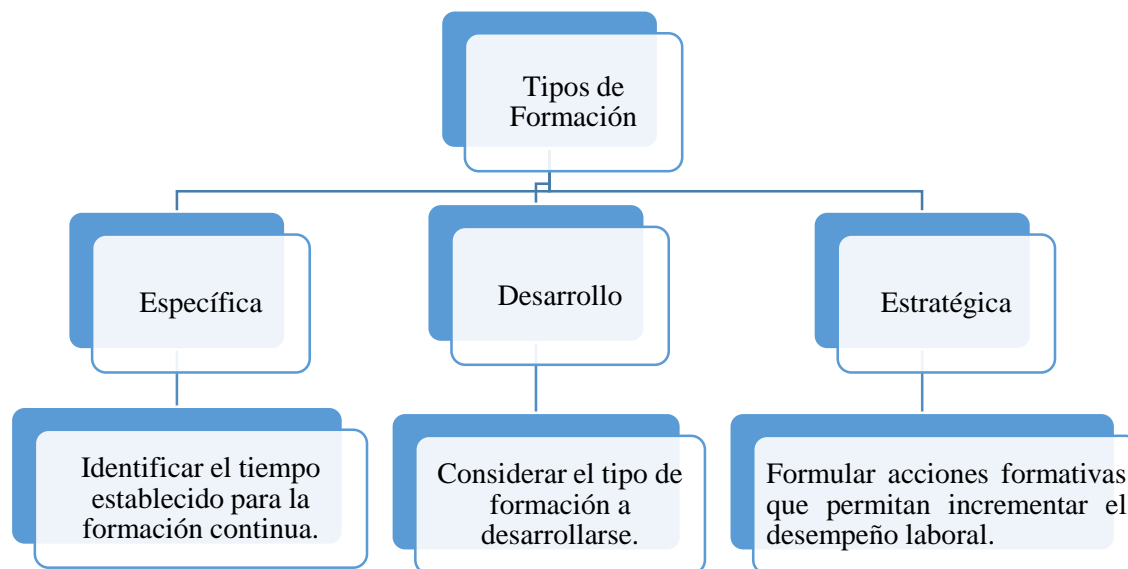 Tipos de
Formación
Específica
Desarrollo
Estratégica
Identificar el tiempo
establecido para la
formación continua.
Considerar el tipo de
formación a
desarrollarse.
Formular acciones formativas
que permitan incrementar el
desempeño laboral.